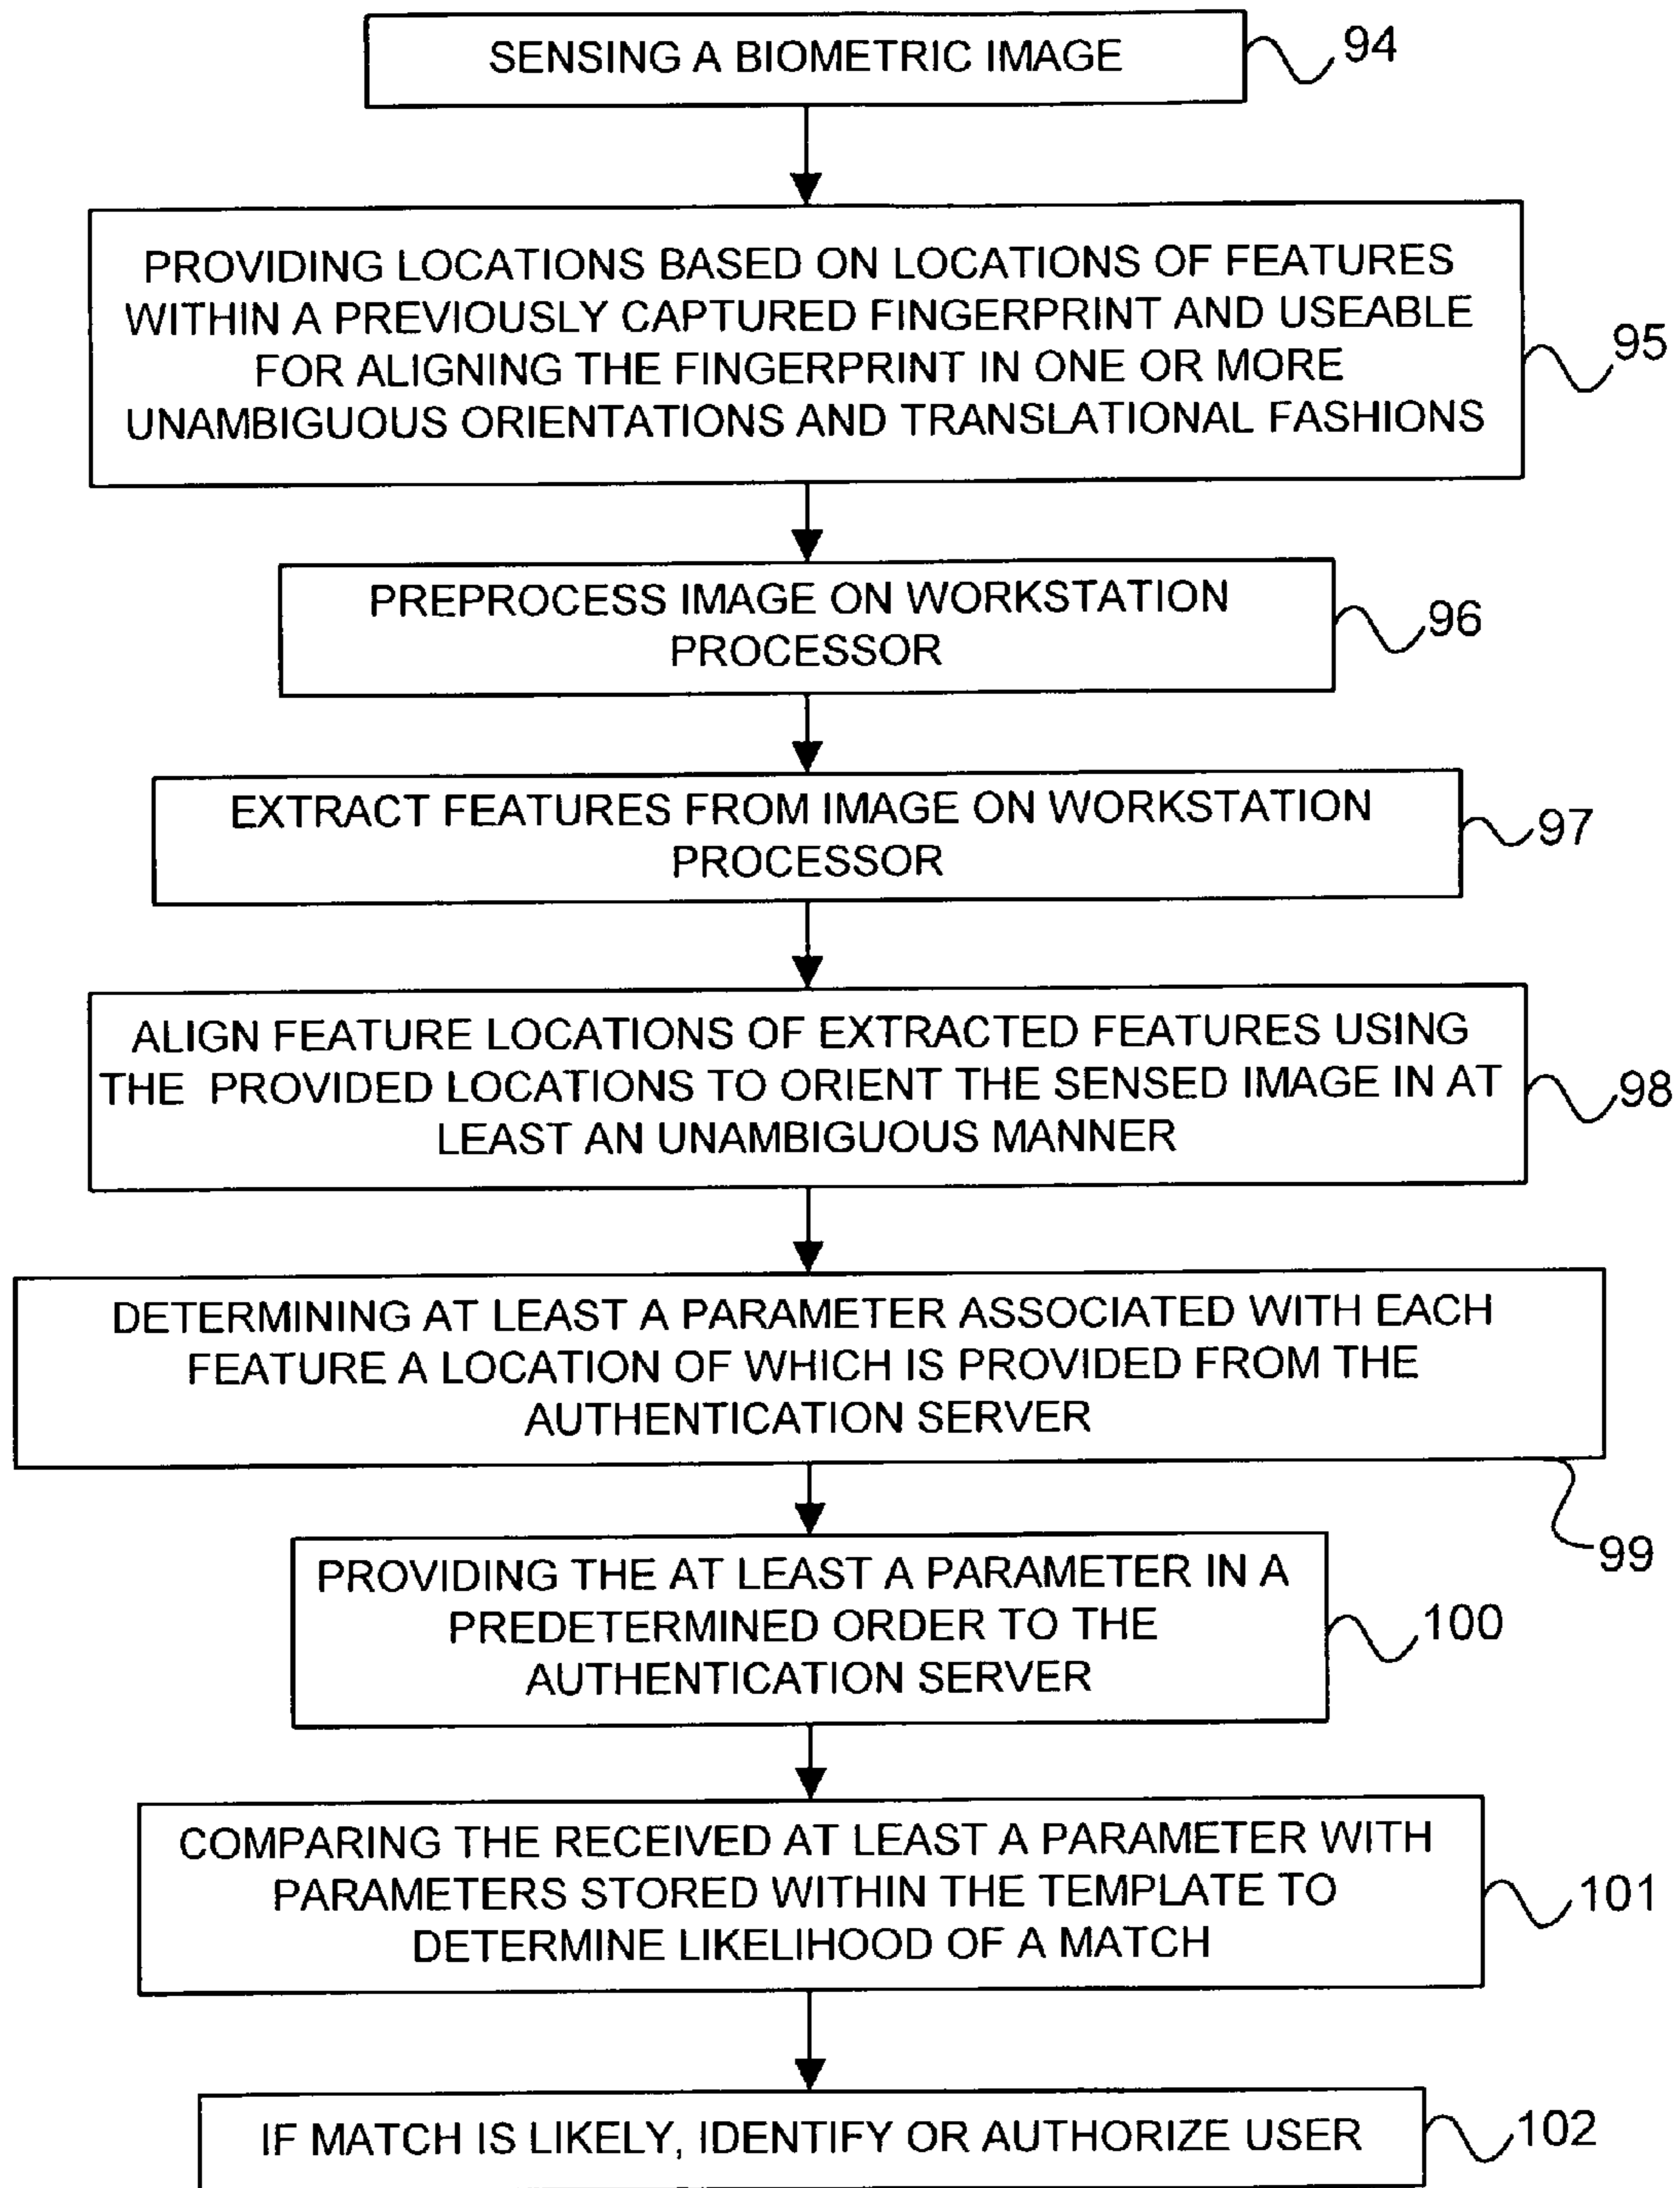 SENSING A BIOMETRIC IMAGE
94
PROVIDING LOCATIONS BASED ON LOCATIONS OF FEATURES
WITHIN A PREVIOUSLY CAPTURED FINGERPRINT AND USEABLE
FOR ALIGNING THE FINGERPRINT IN ONE OR MORE
UNAMBIGUOUS ORIENTATIONS AND TRANSLATIONAL FASHIONS
95
PREPROCESS IMAGE ON WORKSTATION
PROCESSOR
96
EXTRACT FEATURES FROM IMAGE ON WORKSTATION
PROCESSOR
97
ALIGN FEATURE LOCATIONS OF EXTRACTED FEATURES USING
THE PROVIDED LOCATIONS TO ORIENT THE SENSED IMAGE IN AT
LEAST AN UNAMBIGUOUS MANNER
98
DETERMINING AT LEAST A PARAMETER ASSOCIATED WITH EACH
FEATURE A LOCATION OF WHICH IS PROVIDED FROM THE
AUTHENTICATION SERVER
99
PROVIDING THE AT LEAST A PARAMETER IN A
PREDETERMINED ORDER TO THE
AUTHENTICATION SERVER
100
COMPARING THE RECEIVED AT LEAST A PARAMETER WITH
PARAMETERS STORED WITHIN THE TEMPLATE TO
DETERMINE LIKELIHOOD OF A MATCH
101
IF MATCH IS LIKELY, IDENTIFY OR AUTHORIZE USER
102